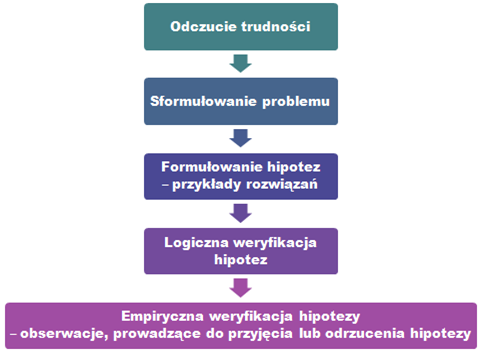 Odczucie trudności
Sformułowanie problemu
Formułowanie hipotez
– przykłady rozwiązań
Logiczna weryfikacja
hipotez
Empiryczna weryfikacja hipotezy
– obserwacje, prowadzące do przyjęcia lub odrzucenia hipotezy